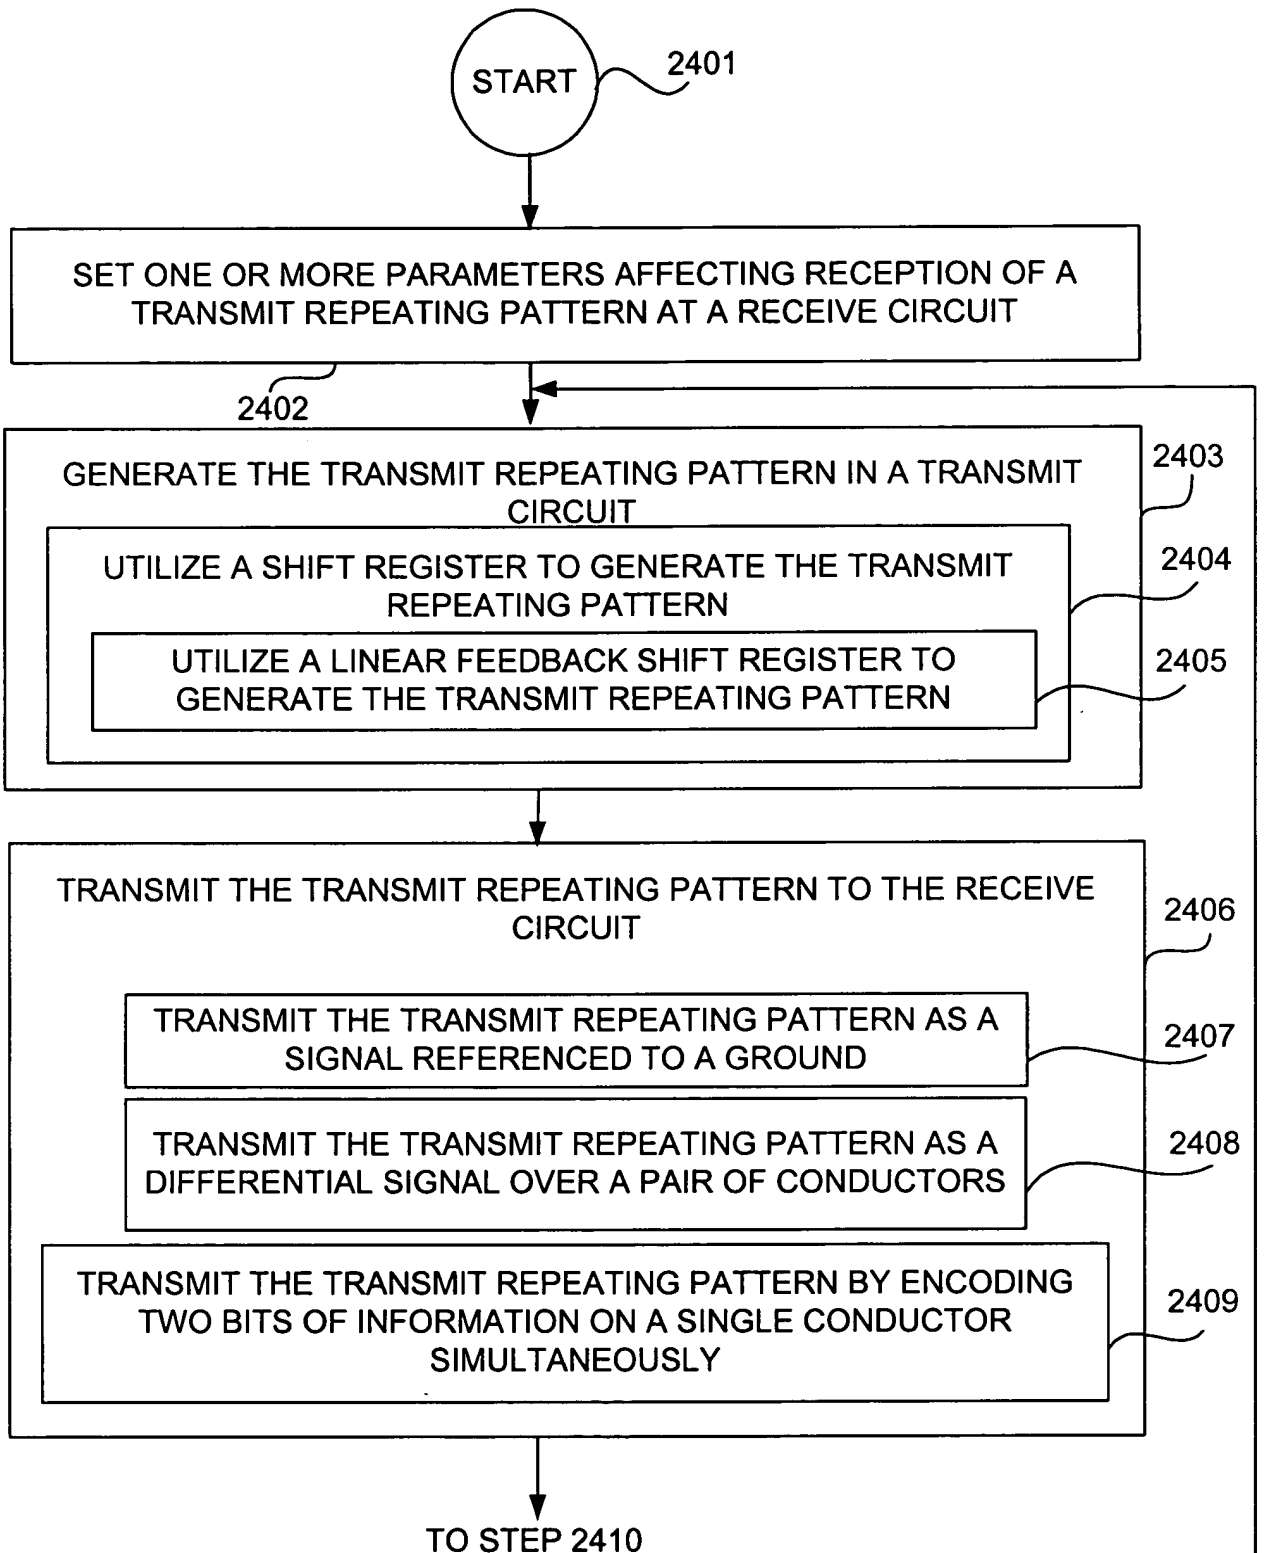 START
2401
SET ONE OR MORE PARAMETERS AFFECTING RECEPTION OF A
TRANSMIT REPEATING PATTERN AT A RECEIVE CIRCUIT
2402
GENERATE THE TRANSMIT REPEATING PATTERN IN A TRANSMIT
CIRCUIT
2403
UTILIZE A SHIFT REGISTER TO GENERATE THE TRANSMIT
REPEATING PATTERN
2404
UTILIZE A LINEAR FEEDBACK SHIFT REGISTER TO
GENERATE THE TRANSMIT REPEATING PATTERN
2405
TRANSMIT THE TRANSMIT REPEATING PATTERN TO THE RECEIVE
CIRCUIT
2406
TRANSMIT THE TRANSMIT REPEATING PATTERN AS A
SIGNAL REFERENCED TO A GROUND
2407
TRANSMIT THE TRANSMIT REPEATING PATTERN AS A
DIFFERENTIAL SIGNAL OVER A PAIR OF CONDUCTORS
2408
TRANSMIT THE TRANSMIT REPEATING PATTERN BY ENCODING
TWO BITS OF INFORMATION ON A SINGLE CONDUCTOR
SIMULTANEOUSLY
2409
TO STEP 2410